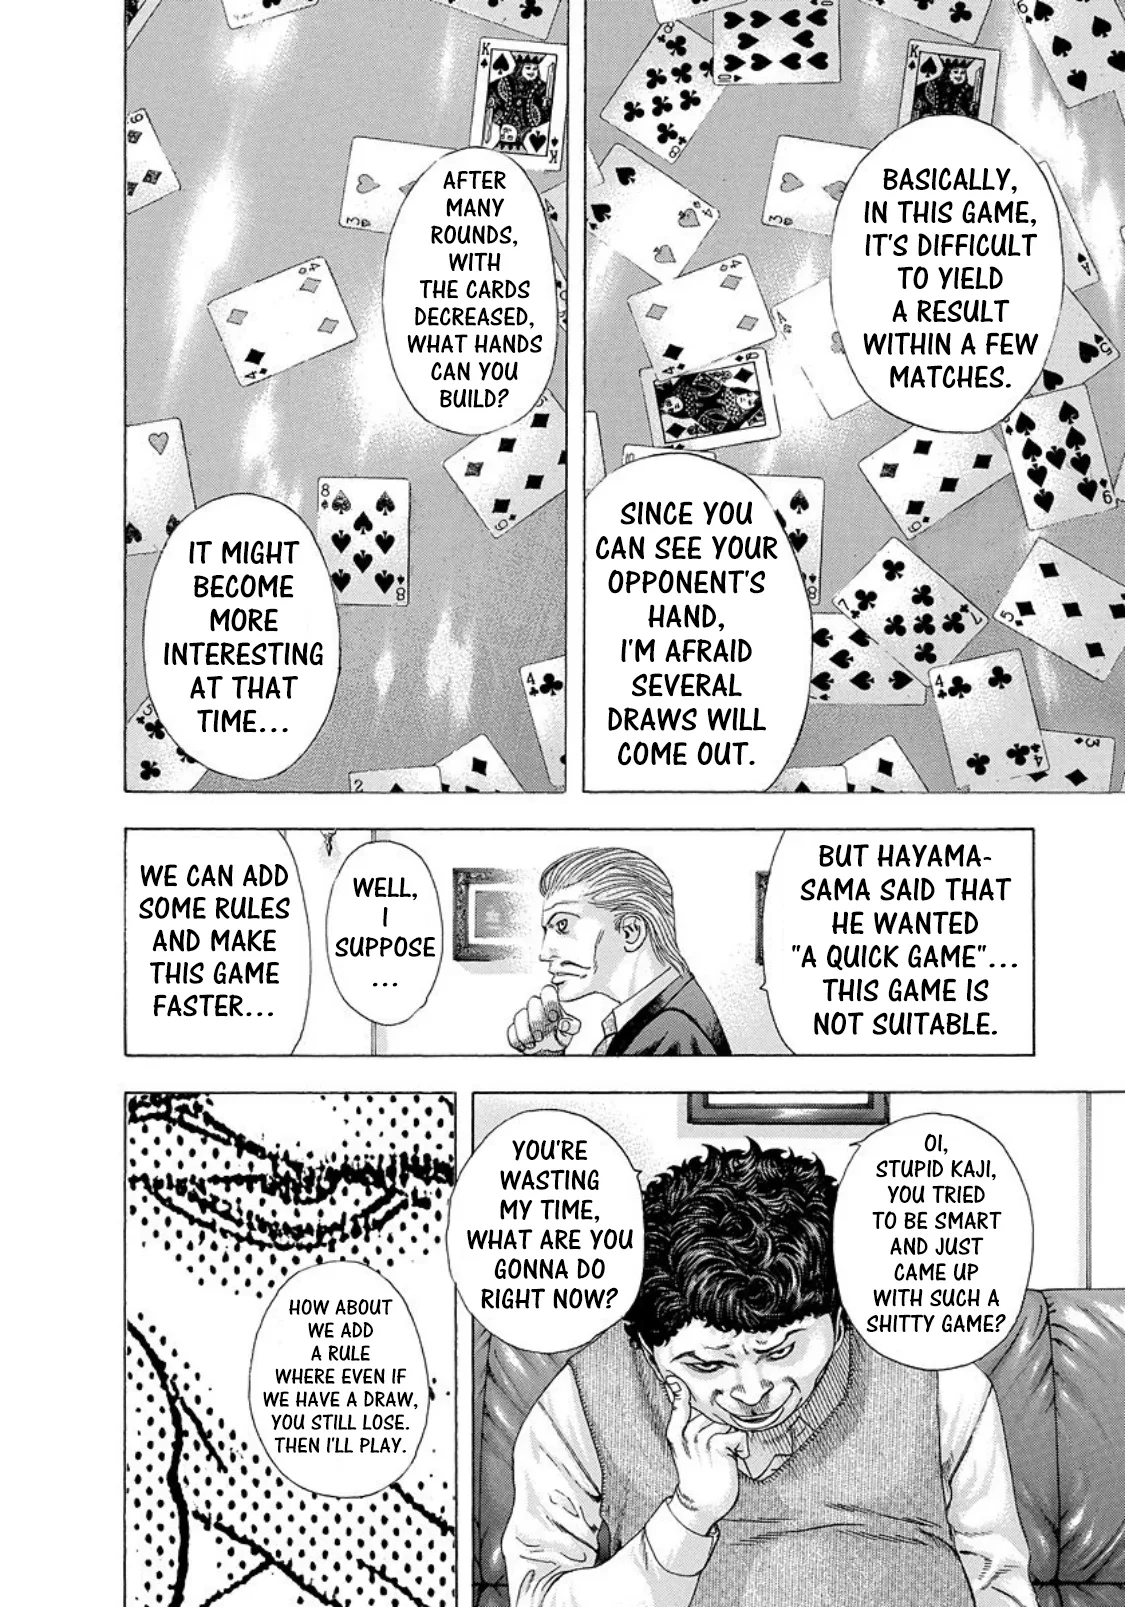 BASICALLY,
IN THIS GAME,
IT'S DIFFICULT
TO YIELD
A RESULT
WITHIN A FEW
MATCHES.
SINCE YOU
CAN SEE YOUR
OPPONENT'S
HAND,
I'M AFRAID
SEVERAL
DRAWS WILL
COME OUT.
AFTER
MANY
ROUNDS,
WITH
THE CARDS
DECREASED,
WHAT HANDS
CAN YOU
BUILD?
IT MIGHT
BECOME
MORE
INTERESTING
AT THAT
TIME...
BUT HAYAMA-
SAMA SAID THAT
HE WANTED
"A QUICK GAME"...
THIS GAME IS
NOT SUITABLE.
WELL,
I
SUPPOSE
...
WE CAN ADD
SOME RULES
AND MAKE
THIS GAME
FASTER...
OI,
STUPID KAJI,
YOU TRIED
TO BE SMART
AND JUST
CAME UP
WITH SUCH A
SHITTY GAME?
YOU'RE
WASTING
MY TIME,
WHAT ARE YOU
GONNA DO
RIGHT NOW?
HOW ABOUT
WE ADD
A RULE
WHERE EVEN IF
WE HAVE A DRAW,
YOU STILL LOSE.
THEN I'LL PLAY.